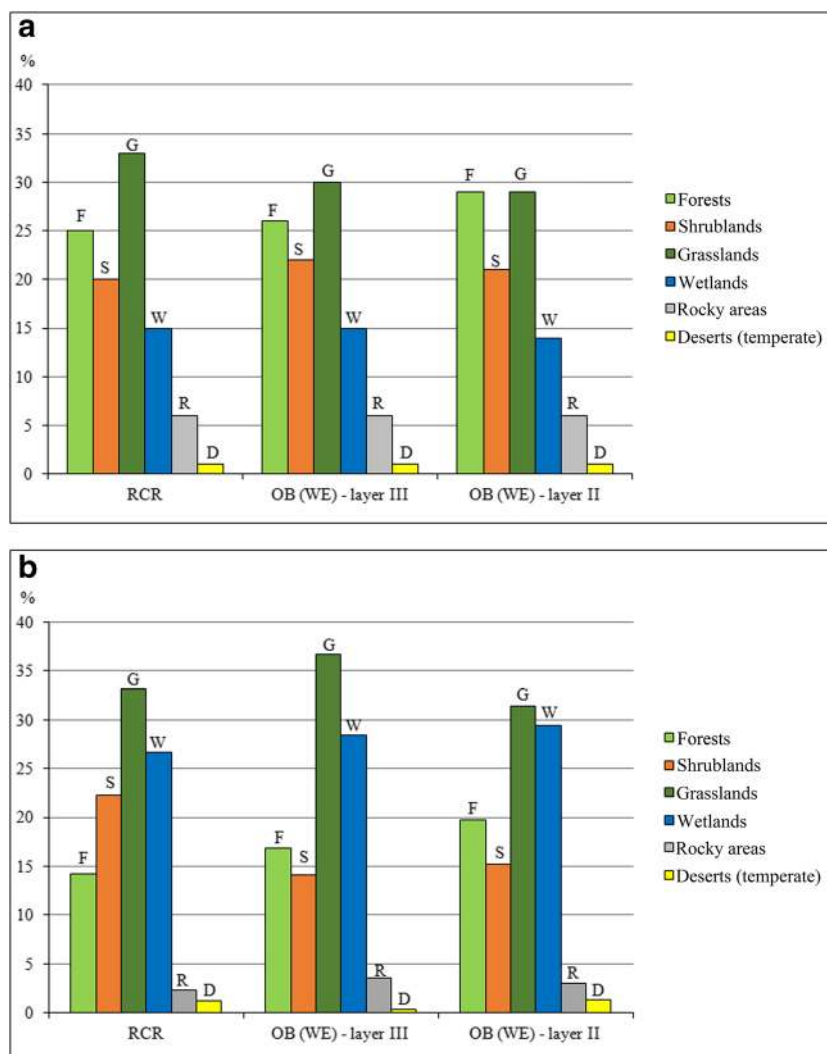 a
%
40
35
30
25
20
15
10
5
0
F S G W R D
F S G W R D
F S G W R D
RCR OB (WE) - layer III OB (WE) - layer II
Forests
Shrublands
Grasslands
Wetlands
Rocky areas
Deserts (temperate)
b
%
40
35
30
25
20
15
10
5
0
F S G W R D
F S G W R D
F S G W R D
RCR OB (WE) - layer III OB (WE) - layer II
Forests
Shrublands
Grasslands
Wetlands
Rocky areas
Deserts (temperate)